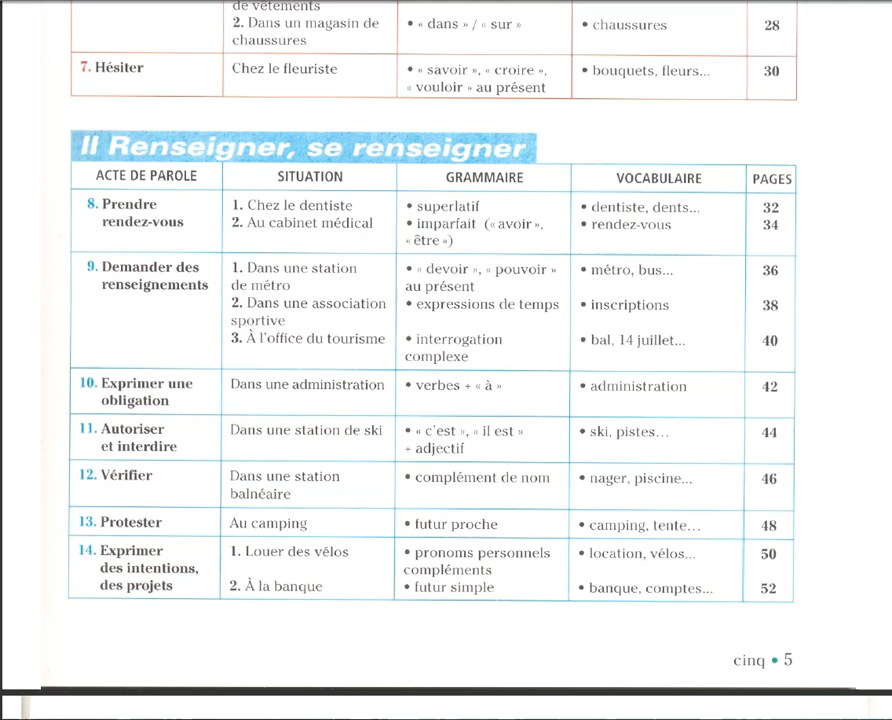 de vêtements
2. Dans un magasin de • « dans » / « sur » • chaussures 28
chaussures
7. Hésiter Chez le fleuriste • « savoir », « croire », • bouquets, fleurs... 30
« vouloir » au présent
II Renseigner, se renseigner
ACTE DE PAROLE SITUATION GRAMMAIRE VOCABULAIRE PAGES
8. Prendre 1. Chez le dentiste • superlatif • dentiste, dents... 32
rendez-vous 2. Au cabinet médical • imparfait (« avoir », • rendez-vous 34
« être »)
9. Demander des 1. Dans une station • « devoir », « pouvoir » • métro, bus... 36
renseignements de métro au présent
2. Dans une association • expressions de temps • inscriptions 38
sportive
3. À l'office du tourisme • interrogation • bal, 14 juillet... 40
complexe
10. Exprimer une Dans une administration • verbes + « à » • administration 42
obligation
11. Autoriser Dans une station de ski • « c'est », « il est » • ski, pistes... 44
et interdire + adjectif
12. Vérifier Dans une station • complément de nom • nager, piscine... 46
balnéaire
13. Protester Au camping • futur proche • camping, tente... 48
14. Exprimer 1. Louer des vélos • pronoms personnels • location, vélos... 50
des intentions, compléments
des projets 2. À la banque • futur simple • banque, comptes... 52
cinq • 5